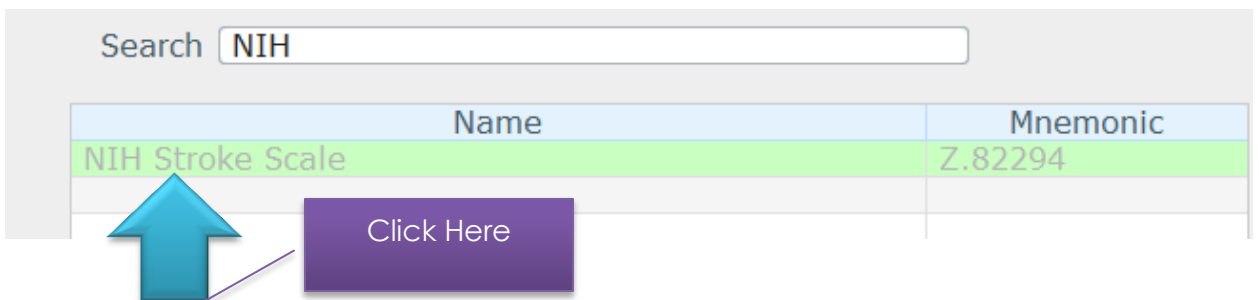 Search NIH
Name Mnemonic
NIH Stroke Scale Z.82294
Click Here